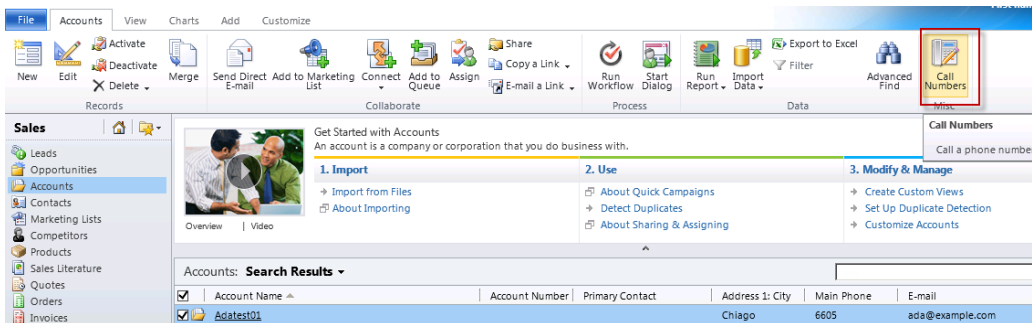 File Accounts View Charts Add Customize
New Edit Activate Deactivate Delete Merge
Send Direct E-mail Add to Marketing List Connect Add to Queue Assign Share Copy a Link E-mail a Link
Run Workflow Start Dialog Run Report Import Data Export to Excel Filter Advanced Find Call Numbers
Records Collaborate Process Data Misc
Sales
Leads
Opportunities
Accounts
Contacts
Marketing Lists
Competitors
Products
Sales Literature
Quotes
Orders
Invoices
Get Started with Accounts
An account is a company or corporation that you do business with.
Overview | Video
1. Import
Import from Files
About Importing
2. Use
About Quick Campaigns
Detect Duplicates
About Sharing & Assigning
3. Modify & Manage
Create Custom Views
Set Up Duplicate Detection
Customize Accounts
Call Numbers
Call a phone numbe
Accounts: Search Results
Account Name Account Number Primary Contact Address 1: City Main Phone E-mail
Adatest01 Chiago 6605 ada@example.com